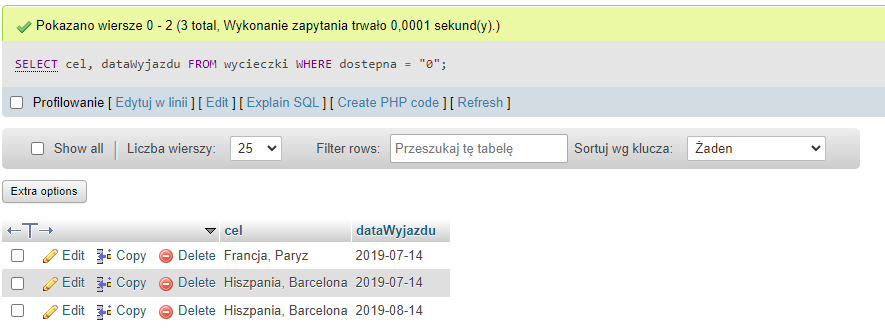 Pokazano wiersze 0 - 2 (3 total, Wykonanie zapytania trwało 0,0001 sekund(y).)
SELECT cel, dataWyjazdu FROM wycieczki WHERE dostepna = "0";
Profilowanie [ Edytuj w linii ] [ Edit ] [ Explain SQL ] [ Create PHP code ] [ Refresh ]
Show all Liczba wierszy: 25 Filter rows: Przeszukaj tę tabelę Sortuj wg klucza: Żaden
Extra options
←T→ cel dataWyjazdu
Edit Copy Delete Francja, Paryz 2019-07-14
Edit Copy Delete Hiszpania, Barcelona 2019-07-14
Edit Copy Delete Hiszpania, Barcelona 2019-08-14